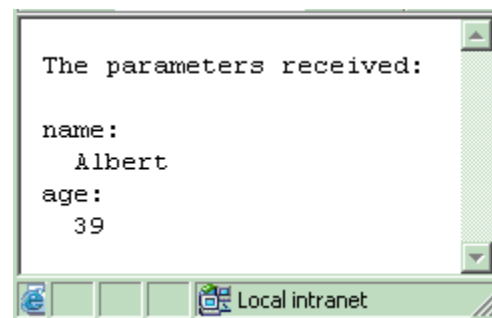 The parameters received:
name:
Albert
age:
39
Local intranet